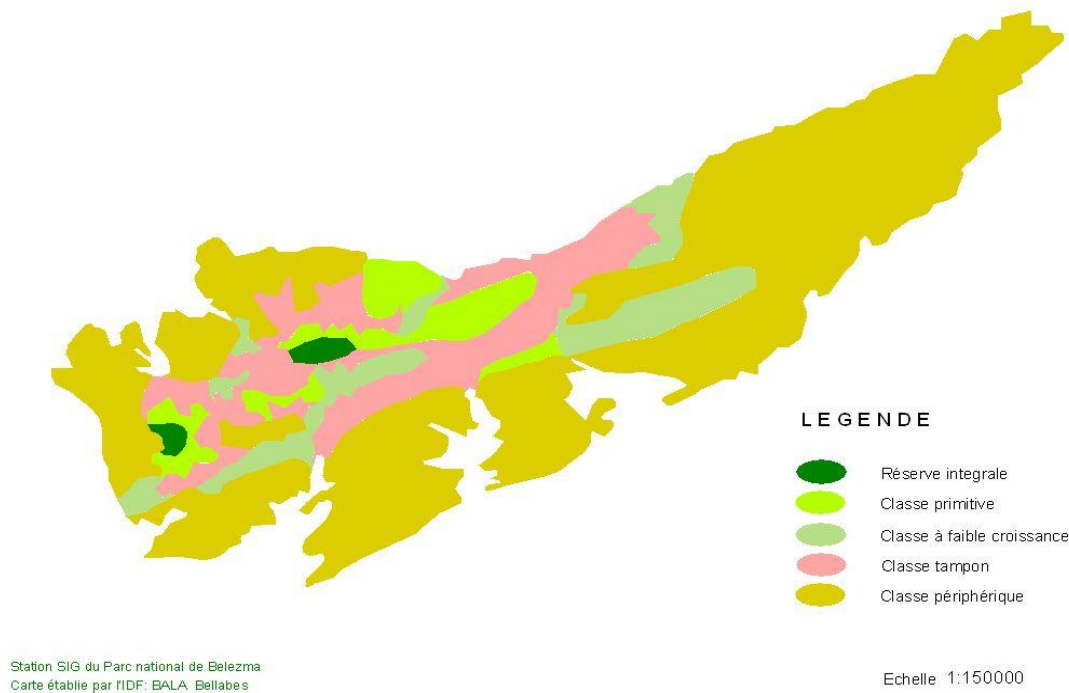 LEGENDE
Réserve integrale
Classe primitive
Classe à faible croissance
Classe tampon
Classe périphérique
Station SIG du Parc national de Belezma
Carte établie par l'IDF: BALA Bellabes
Echelle 1:150000